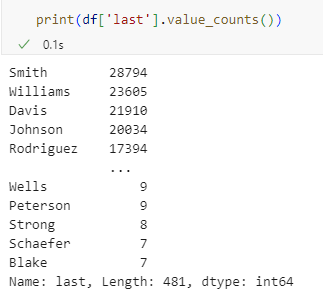 print(df['last'].value_counts())
0.1s
Smith 28794
Williams 23605
Davis 21910
Johnson 20034
Rodriguez 17394
...
Wells 9
Peterson 9
Strong 8
Schaefer 7
Blake 7
Name: last, Length: 481, dtype: int64